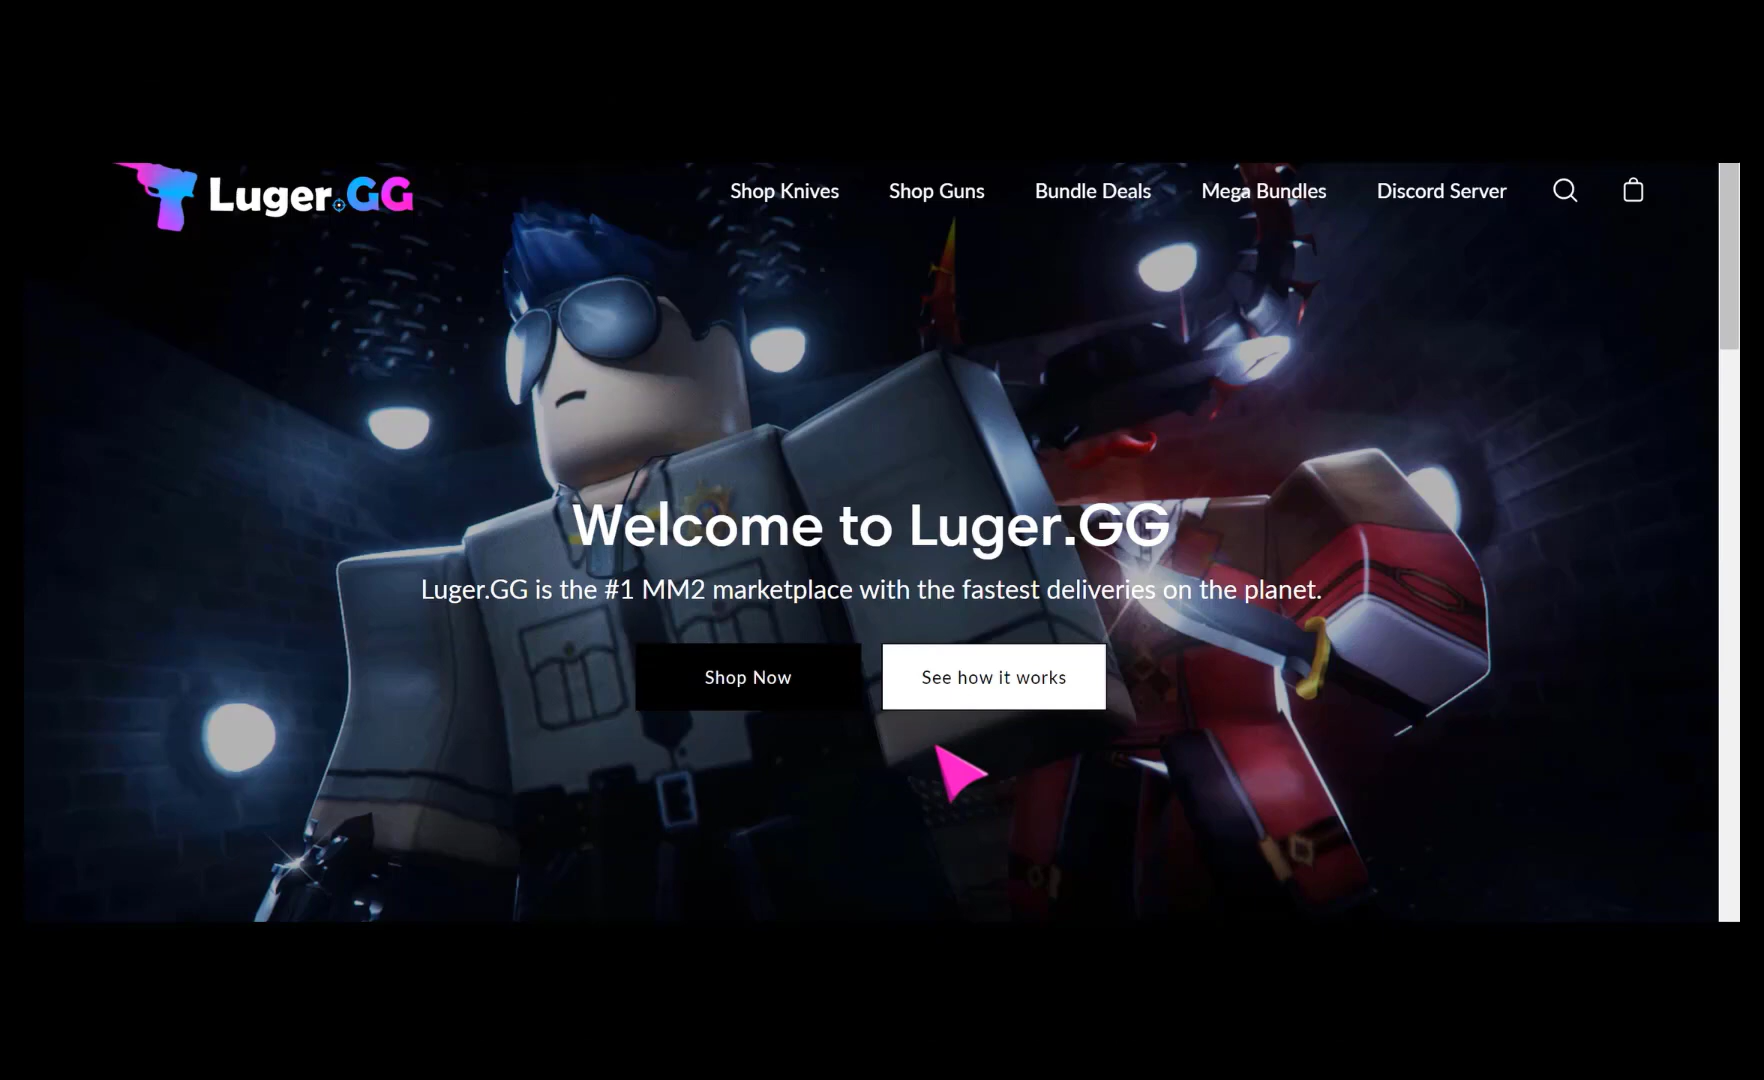 Luger.GG
Shop Knives
Shop Guns
Bundle Deals
Mega Bundles
Discord Server
Welcome to Luger.GG
Luger.GG is the #1 MM2 marketplace with the fastest deliveries on the planet.
Shop Now
See how it works